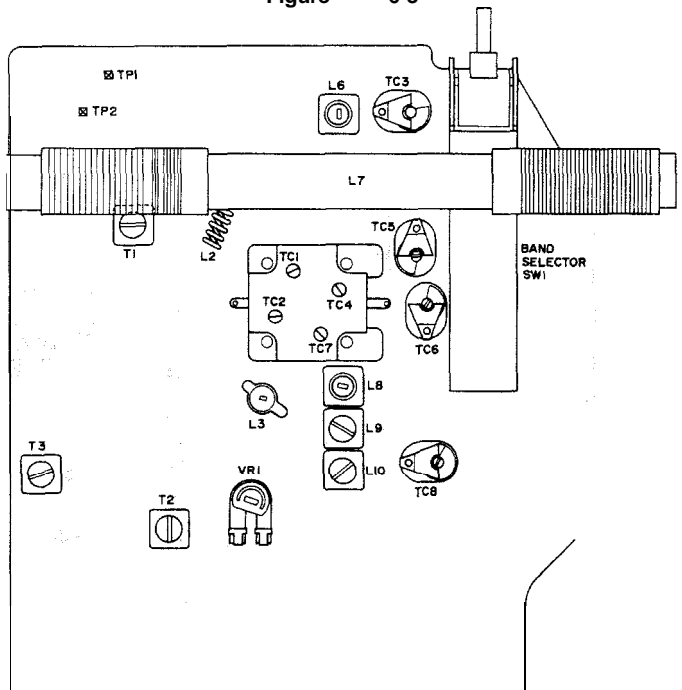 Figure
TP1
TP2
L6
TC3
L7
T1
L2
TC5
BAND
SELECTOR
SW1
TC1
TC2
TC4
TC7
TC6
L3
L8
L9
L10
TC8
T3
T2
VR1